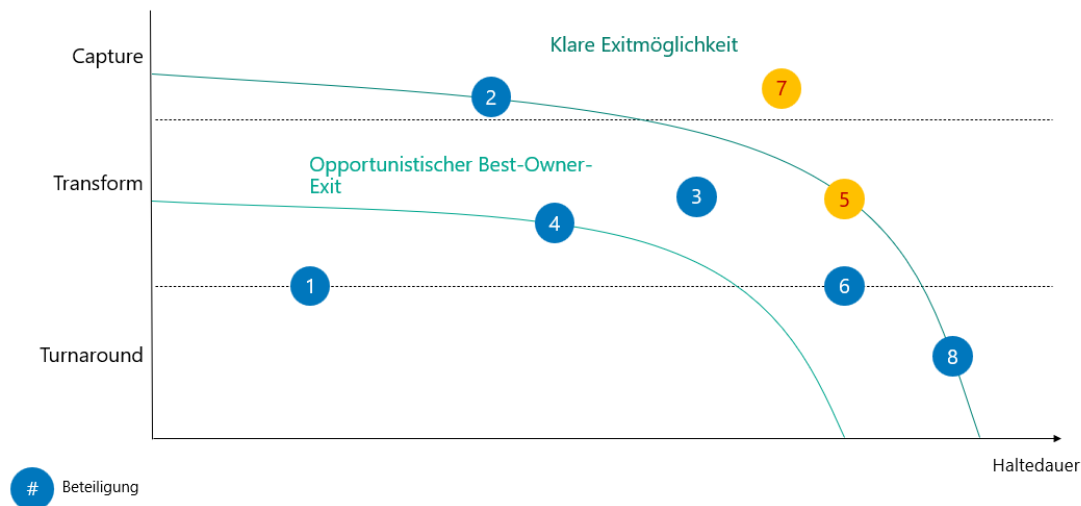 Capture
Klare Exitmöglichkeit
7
2
Opportunistischer Best-Owner-
Exit
Transform
3
5
4
1
6
Turnaround
8
Haltedauer
# Beteiligung